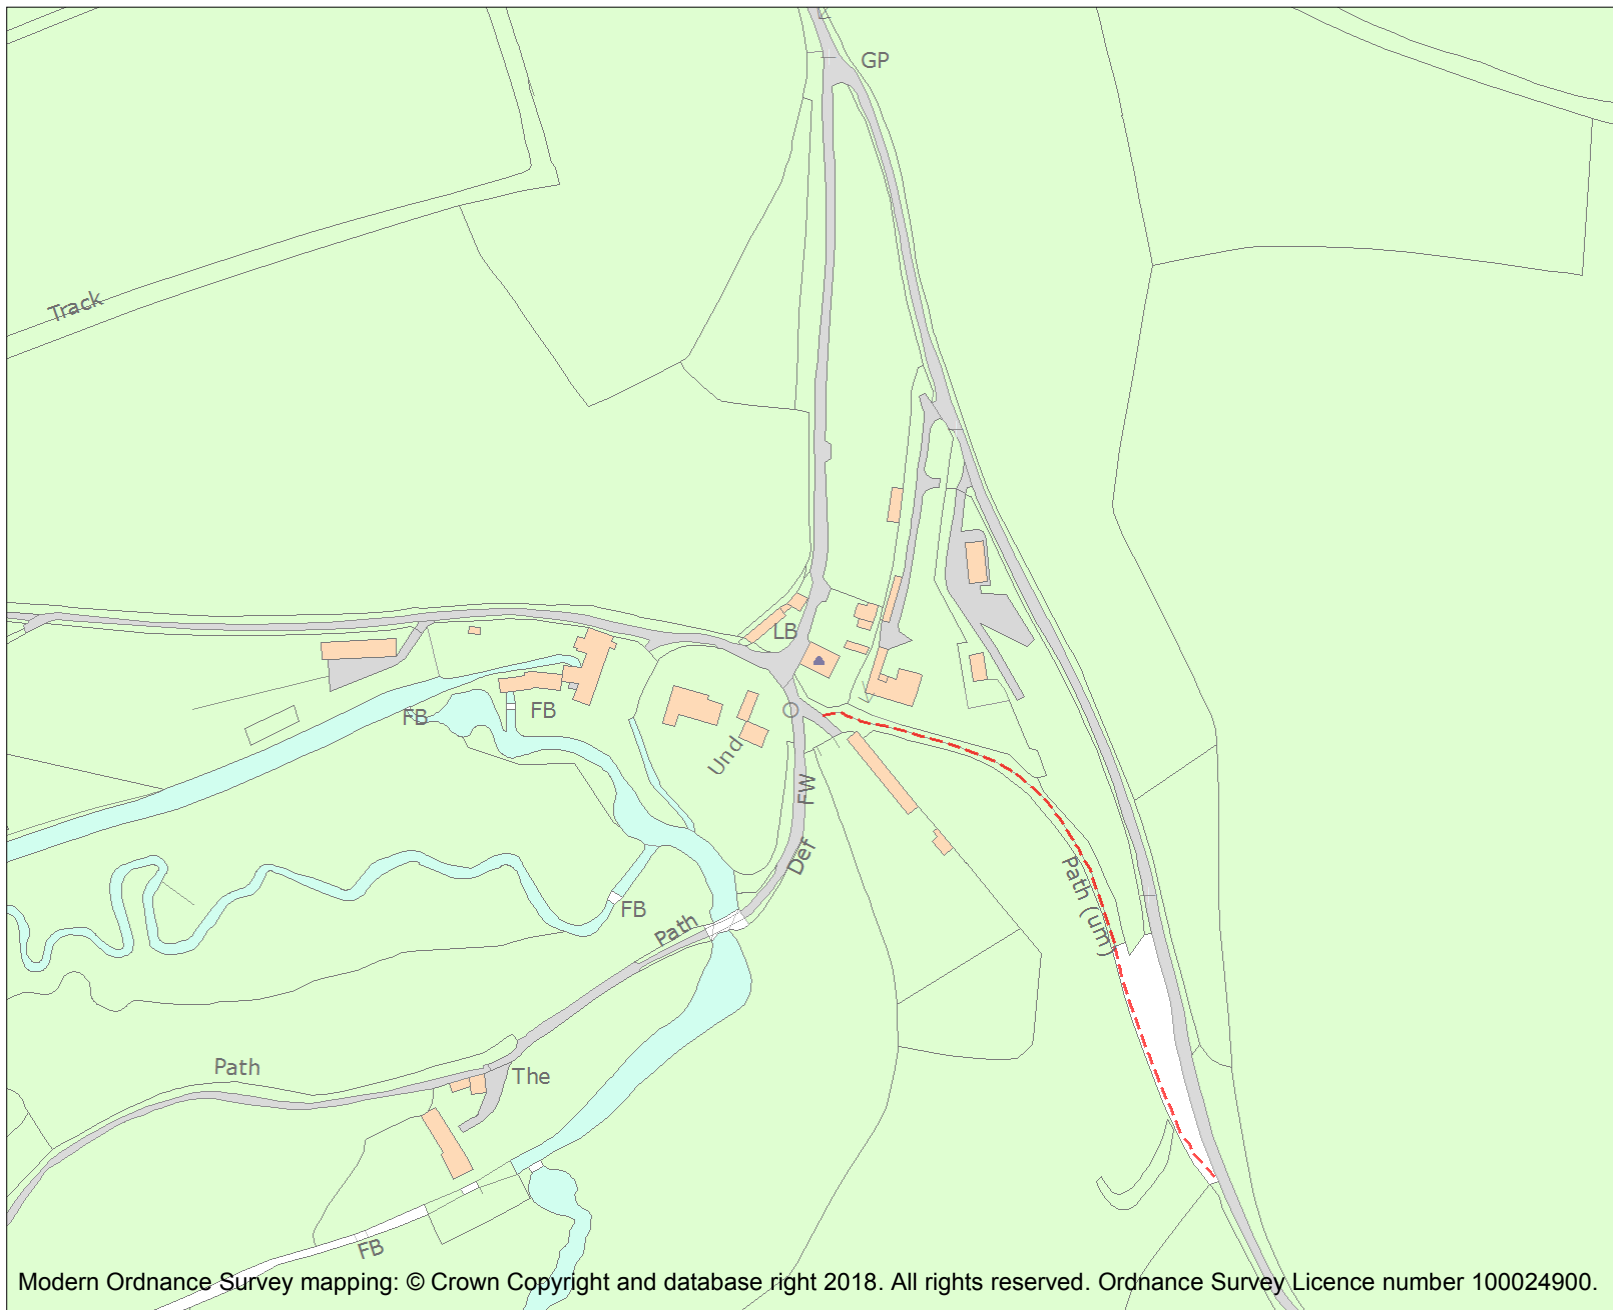 GP
Track
LB
FB
FB
Und
FW
Def
Path (um)
FB
Path
Path
The
FB
Modern Ordnance Survey mapping: © Crown Copyright and database right 2018. All rights reserved. Ordnance Survey Licence number 100024900.